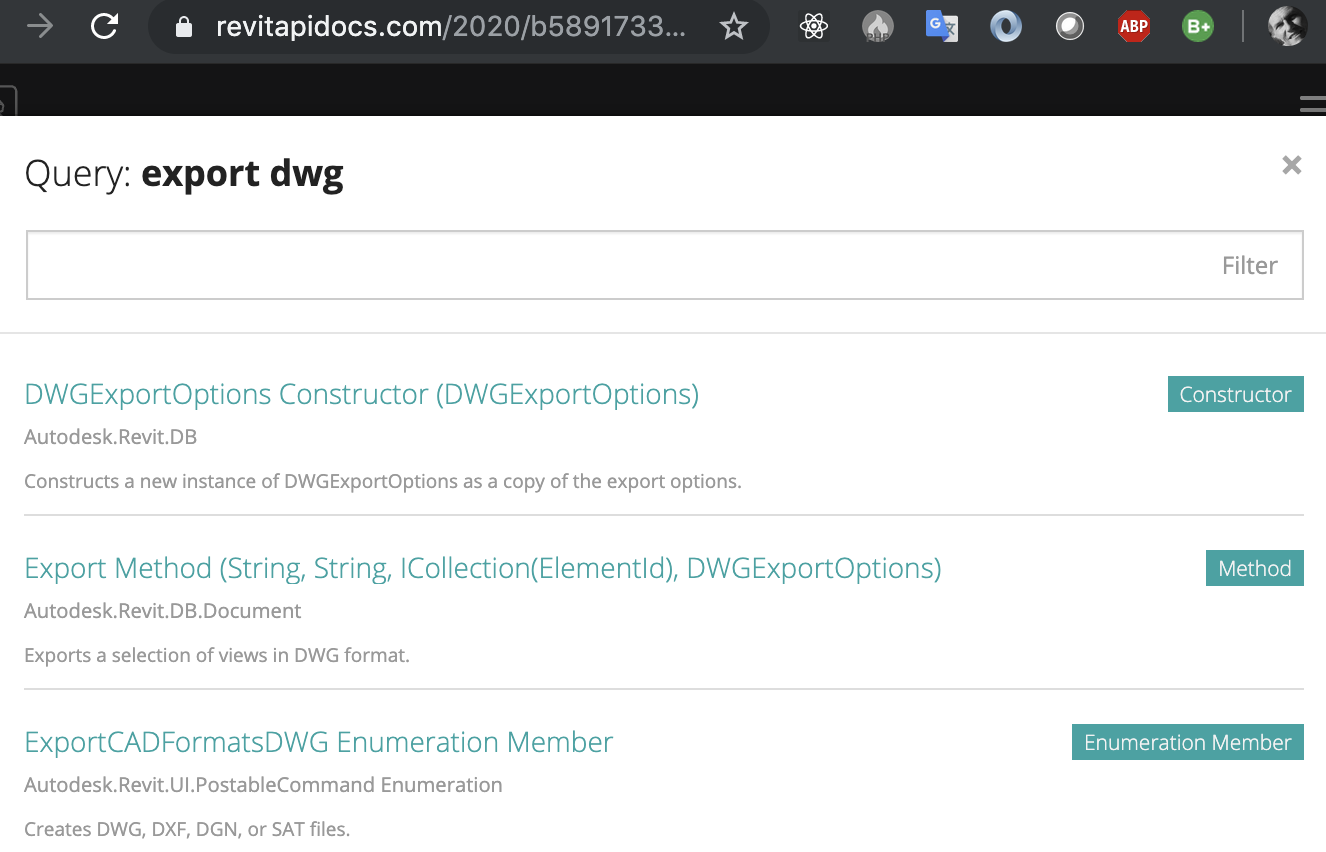 revitapidocs.com/2020/b5891733...
ABP
B+
Query: export dwg
Filter
DWGExportOptions Constructor (DWGExportOptions)
Constructor
Autodesk.Revit.DB
Constructs a new instance of DWGExportOptions as a copy of the export options.
Export Method (String, String, ICollection(ElementId), DWGExportOptions)
Method
Autodesk.Revit.DB.Document
Exports a selection of views in DWG format.
ExportCADFormatsDWG Enumeration Member
Enumeration Member
Autodesk.Revit.UI.PostableCommand Enumeration
Creates DWG, DXF, DGN, or SAT files.